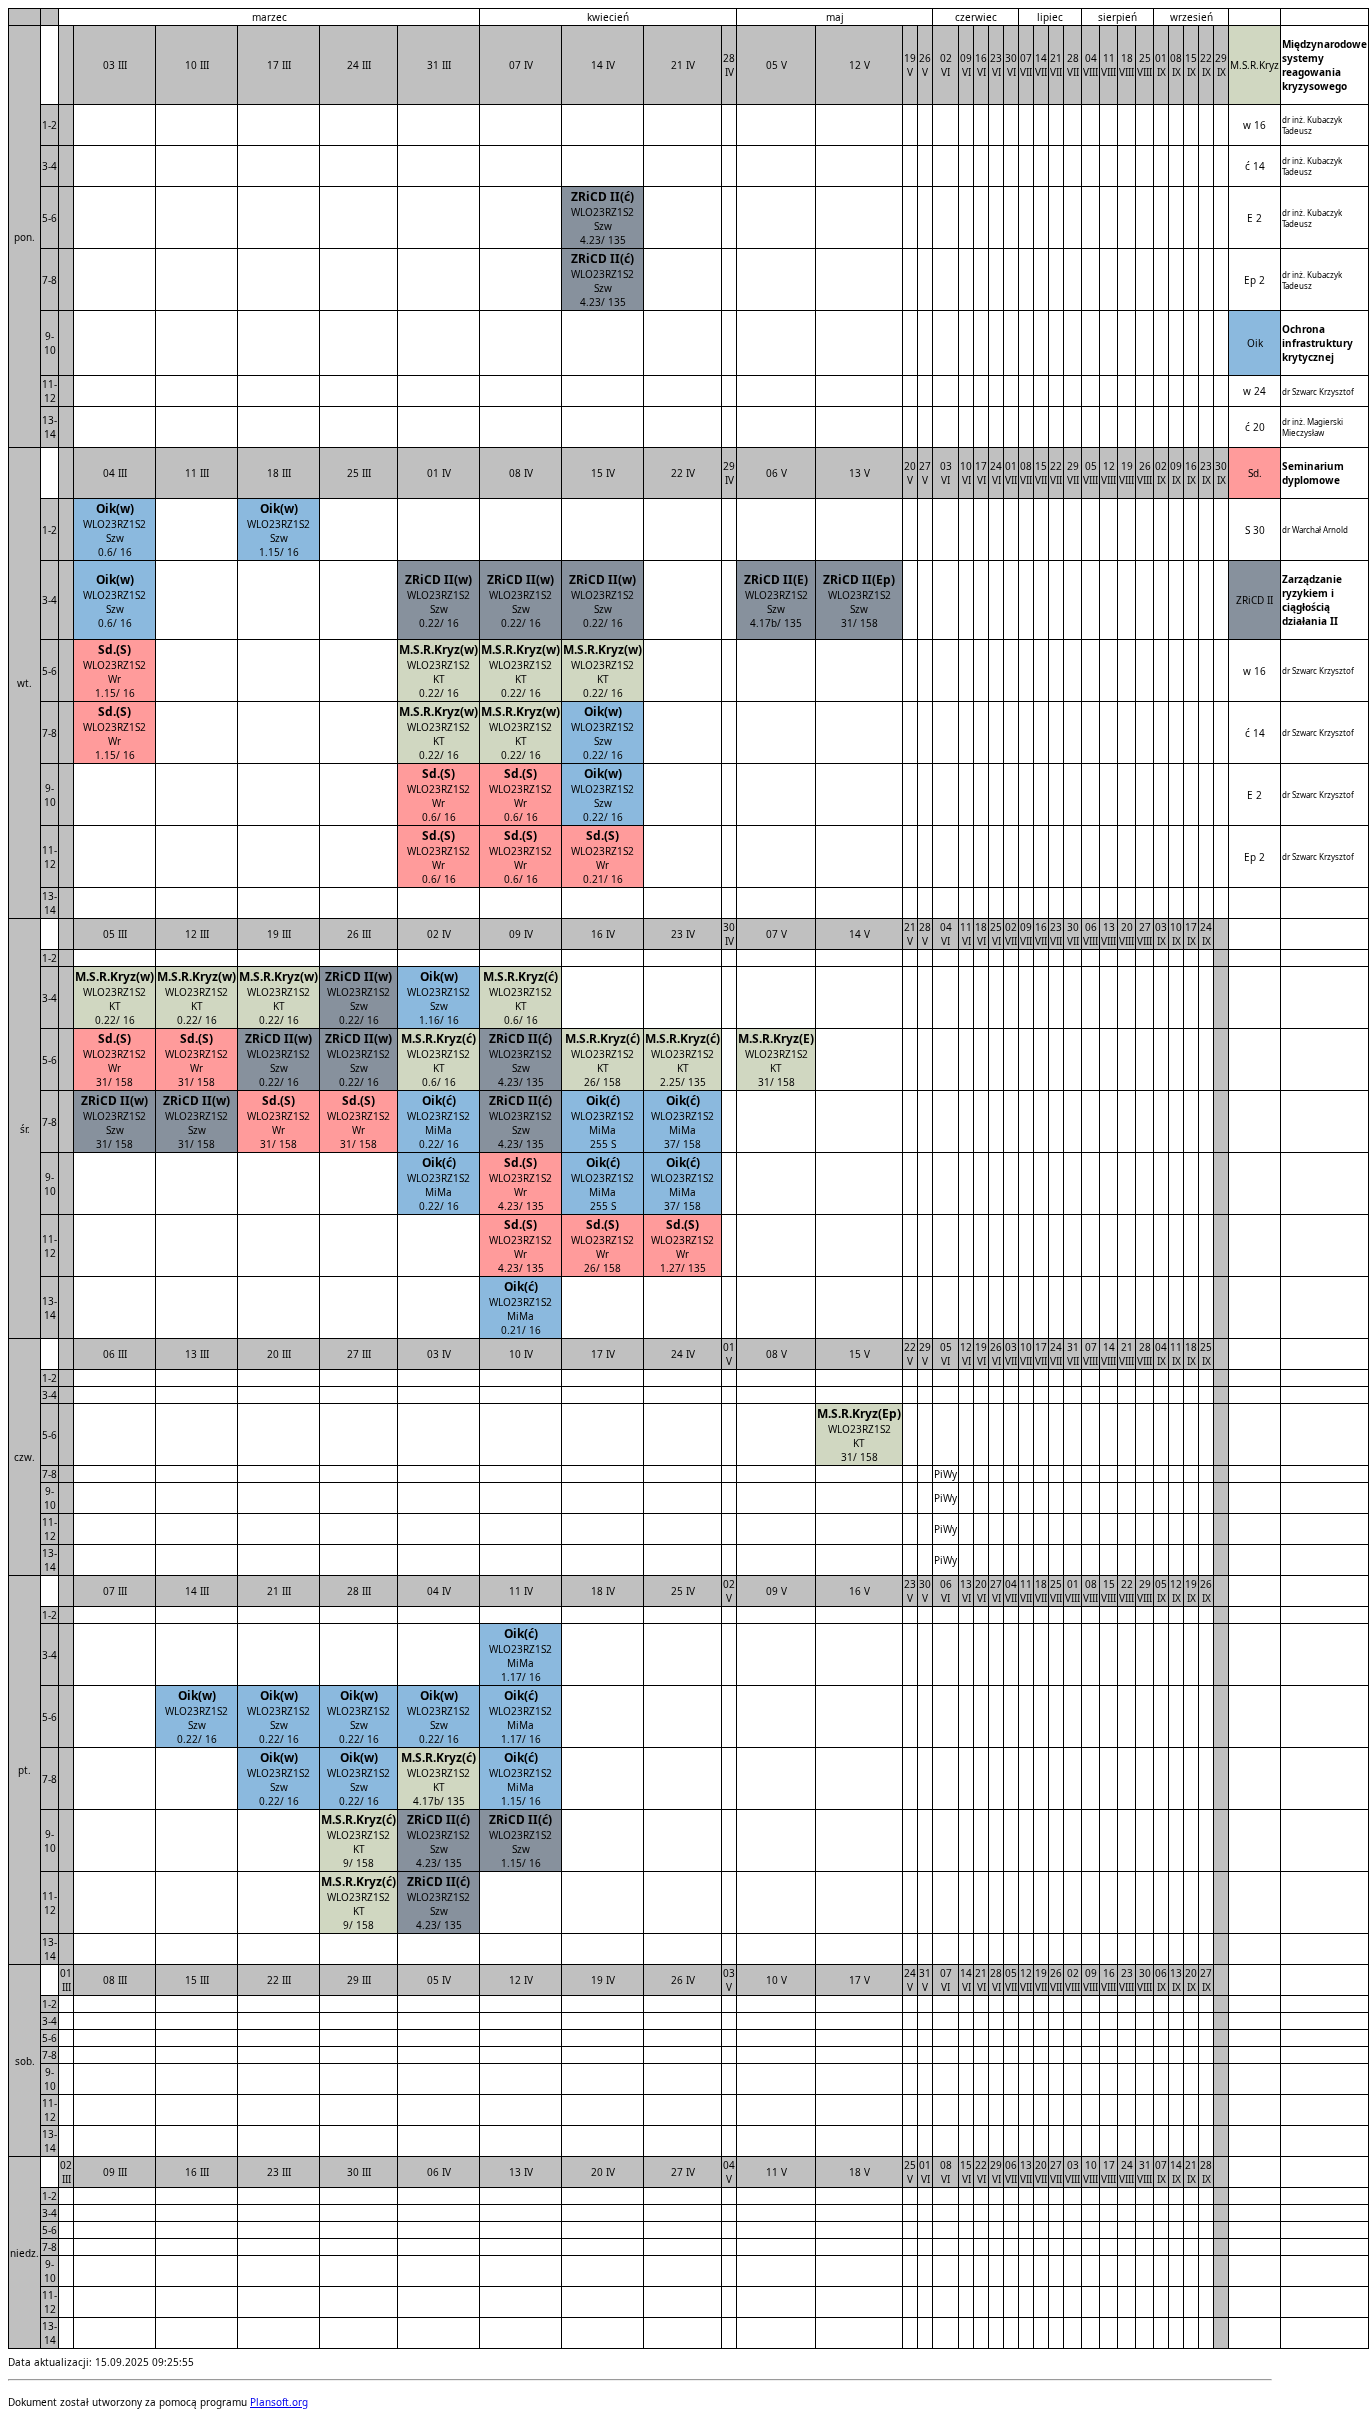 marzec kwiecień maj czerwiec lipiec sierpień wrzesień
pon.
03 III 10 III 17 III 24 III 31 III 07 IV 14 IV 21 IV 28 IV 05 V 12 V 19 V 26 V 02 VI 09 VI 16 VI 23 VI 30 VI 07 VII 14 VII 21 VII 28 VII 04 VIII 11 VIII 18 VIII 25 VIII 01 IX 08 IX 15 IX 22 IX 29 IX M.S.R.Kryz Międzynarodowe systemy reagowania kryzysowego
1-2 w 16 dr inż. Kubaczyk Tadeusz
3-4 ć 14 dr inż. Kubaczyk Tadeusz
5-6 E 2 dr inż. Kubaczyk Tadeusz
ZRiCD II(ć)
WLO23RZ1S2
Szw
4.23/ 135
7-8 Ep 2 dr inż. Kubaczyk Tadeusz
ZRiCD II(ć)
WLO23RZ1S2
Szw
4.23/ 135
9-10 Oik Ochrona infrastruktury krytycznej
11-12 w 24 dr Szwarc Krzysztof
13-14 ć 20 dr inż. Magierski Mieczysław
wt.
04 III 11 III 18 III 25 III 01 IV 08 IV 15 IV 22 IV 29 IV 06 V 13 V 20 V 27 V 03 VI 10 VI 17 VI 24 VI 01 VII 08 VII 15 VII 22 VII 29 VII 05 VIII 12 VIII 19 VIII 26 VIII 02 IX 09 IX 16 IX 23 IX 30 IX Sd. Seminarium dyplomowe
1-2 S 30 dr Warchał Arnold
Oik(w) Oik(w)
WLO23RZ1S2 WLO23RZ1S2
Szw Szw
0.6/ 16 1.15/ 16
3-4 ZRiCD II Zarządzanie ryzykiem i ciągłością działania II
Oik(w) ZRiCD II(w) ZRiCD II(w) ZRiCD II(w) ZRiCD II(E) ZRiCD II(Ep)
WLO23RZ1S2 WLO23RZ1S2 WLO23RZ1S2 WLO23RZ1S2 WLO23RZ1S2 WLO23RZ1S2
Szw Szw Szw Szw Szw Szw
0.6/ 16 0.22/ 16 0.22/ 16 0.22/ 16 4.17b/ 135 31/ 158
5-6 w 16 dr Szwarc Krzysztof
Sd.(S) M.S.R.Kryz(w) M.S.R.Kryz(w) M.S.R.Kryz(w)
WLO23RZ1S2 WLO23RZ1S2 WLO23RZ1S2 WLO23RZ1S2
Wr KT KT KT
1.15/ 16 0.22/ 16 0.22/ 16 0.22/ 16
7-8 ć 14 dr Szwarc Krzysztof
Sd.(S) M.S.R.Kryz(w) M.S.R.Kryz(w) Oik(w)
WLO23RZ1S2 WLO23RZ1S2 WLO23RZ1S2 WLO23RZ1S2
Wr KT KT Szw
1.15/ 16 0.22/ 16 0.22/ 16 0.22/ 16
9-10 E 2 dr Szwarc Krzysztof
Sd.(S) Sd.(S) Oik(w)
WLO23RZ1S2 WLO23RZ1S2 WLO23RZ1S2
Wr Wr Szw
0.6/ 16 0.6/ 16 0.22/ 16
11-12 Ep 2 dr Szwarc Krzysztof
Sd.(S) Sd.(S) Sd.(S)
WLO23RZ1S2 WLO23RZ1S2 WLO23RZ1S2
Wr Wr Wr
0.6/ 16 0.6/ 16 0.21/ 16
13-14
śr.
05 III 12 III 19 III 26 III 02 IV 09 IV 16 IV 23 IV 30 IV 07 V 14 V 21 V 28 V 04 VI 11 VI 18 VI 25 VI 02 VII 09 VII 16 VII 23 VII 30 VII 06 VIII 13 VIII 20 VIII 27 VIII 03 IX 10 IX 17 IX 24 IX
1-2
3-4
M.S.R.Kryz(w) M.S.R.Kryz(w) M.S.R.Kryz(w) ZRiCD II(w) Oik(w) M.S.R.Kryz(ć)
WLO23RZ1S2 WLO23RZ1S2 WLO23RZ1S2 WLO23RZ1S2 WLO23RZ1S2 WLO23RZ1S2
KT KT KT Szw Szw KT
0.22/ 16 0.22/ 16 0.22/ 16 0.22/ 16 1.16/ 16 0.6/ 16
5-6
Sd.(S) Sd.(S) ZRiCD II(w) ZRiCD II(w) M.S.R.Kryz(ć) ZRiCD II(ć) M.S.R.Kryz(ć) M.S.R.Kryz(ć) M.S.R.Kryz(E)
WLO23RZ1S2 WLO23RZ1S2 WLO23RZ1S2 WLO23RZ1S2 WLO23RZ1S2 WLO23RZ1S2 WLO23RZ1S2 WLO23RZ1S2 WLO23RZ1S2
Wr Wr Szw Szw KT Szw KT KT KT
31/ 158 31/ 158 0.22/ 16 0.22/ 16 0.6/ 16 4.23/ 135 26/ 158 2.25/ 135 31/ 158
7-8
ZRiCD II(w) ZRiCD II(w) Sd.(S) Sd.(S) Oik(ć) ZRiCD II(ć) Oik(ć) Oik(ć)
WLO23RZ1S2 WLO23RZ1S2 WLO23RZ1S2 WLO23RZ1S2 WLO23RZ1S2 WLO23RZ1S2 WLO23RZ1S2 WLO23RZ1S2
Szw Szw Wr Wr MiMa Szw MiMa MiMa
31/ 158 31/ 158 31/ 158 31/ 158 0.22/ 16 4.23/ 135 255 S 37/ 158
9-10
Oik(ć) Sd.(S) Oik(ć) Oik(ć)
WLO23RZ1S2 WLO23RZ1S2 WLO23RZ1S2 WLO23RZ1S2
MiMa Wr MiMa MiMa
0.22/ 16 4.23/ 135 255 S 37/ 158
11-12
Sd.(S) Sd.(S) Sd.(S)
WLO23RZ1S2 WLO23RZ1S2 WLO23RZ1S2
Wr Wr Wr
4.23/ 135 26/ 158 1.27/ 135
13-14
Oik(ć)
WLO23RZ1S2
MiMa
0.21/ 16
czw.
06 III 13 III 20 III 27 III 03 IV 10 IV 17 IV 24 IV 01 V 08 V 15 V 22 V 29 V 05 VI 12 VI 19 VI 26 VI 03 VII 10 VII 17 VII 24 VII 31 VII 07 VIII 14 VIII 21 VIII 28 VIII 04 IX 11 IX 18 IX 25 IX
1-2
3-4
5-6
M.S.R.Kryz(Ep)
WLO23RZ1S2
KT
31/ 158
7-8 PiWy
9-10 PiWy
11-12 PiWy
13-14 PiWy
pt.
07 III 14 III 21 III 28 III 04 IV 11 IV 18 IV 25 IV 02 V 09 V 16 V 23 V 30 V 06 VI 13 VI 20 VI 27 VI 04 VII 11 VII 18 VII 25 VII 01 VIII 08 VIII 15 VIII 22 VIII 29 VIII 05 IX 12 IX 19 IX 26 IX
1-2
3-4
Oik(ć)
WLO23RZ1S2
MiMa
1.17/ 16
5-6
Oik(w) Oik(w) Oik(w) Oik(w) Oik(ć)
WLO23RZ1S2 WLO23RZ1S2 WLO23RZ1S2 WLO23RZ1S2 WLO23RZ1S2
Szw Szw Szw Szw MiMa
0.22/ 16 0.22/ 16 0.22/ 16 0.22/ 16 1.17/ 16
7-8
Oik(w) Oik(w) M.S.R.Kryz(ć) Oik(ć)
WLO23RZ1S2 WLO23RZ1S2 WLO23RZ1S2 WLO23RZ1S2
Szw Szw KT MiMa
0.22/ 16 0.22/ 16 4.17b/ 135 1.15/ 16
9-10
M.S.R.Kryz(ć) ZRiCD II(ć) ZRiCD II(ć)
WLO23RZ1S2 WLO23RZ1S2 WLO23RZ1S2
KT Szw Szw
9/ 158 4.23/ 135 1.15/ 16
11-12
M.S.R.Kryz(ć) ZRiCD II(ć)
WLO23RZ1S2 WLO23RZ1S2
KT Szw
9/ 158 4.23/ 135
13-14
sob.
01 III 08 III 15 III 22 III 29 III 05 IV 12 IV 19 IV 26 IV 03 V 10 V 17 V 24 V 31 V 07 VI 14 VI 21 VI 28 VI 05 VII 12 VII 19 VII 26 VII 02 VIII 09 VIII 16 VIII 23 VIII 30 VIII 06 IX 13 IX 20 IX 27 IX
1-2
3-4
5-6
7-8
9-10
11-12
13-14
niedz.
02 III 09 III 16 III 23 III 30 III 06 IV 13 IV 20 IV 27 IV 04 V 11 V 18 V 25 V 01 VI 08 VI 15 VI 22 VI 29 VI 06 VII 13 VII 20 VII 27 VII 03 VIII 10 VIII 17 VIII 24 VIII 31 VIII 07 IX 14 IX 21 IX 28 IX
1-2
3-4
5-6
7-8
9-10
11-12
13-14
Data aktualizacji: 15.09.2025 09:25:55
Dokument został utworzony za pomocą programu Plansoft.org